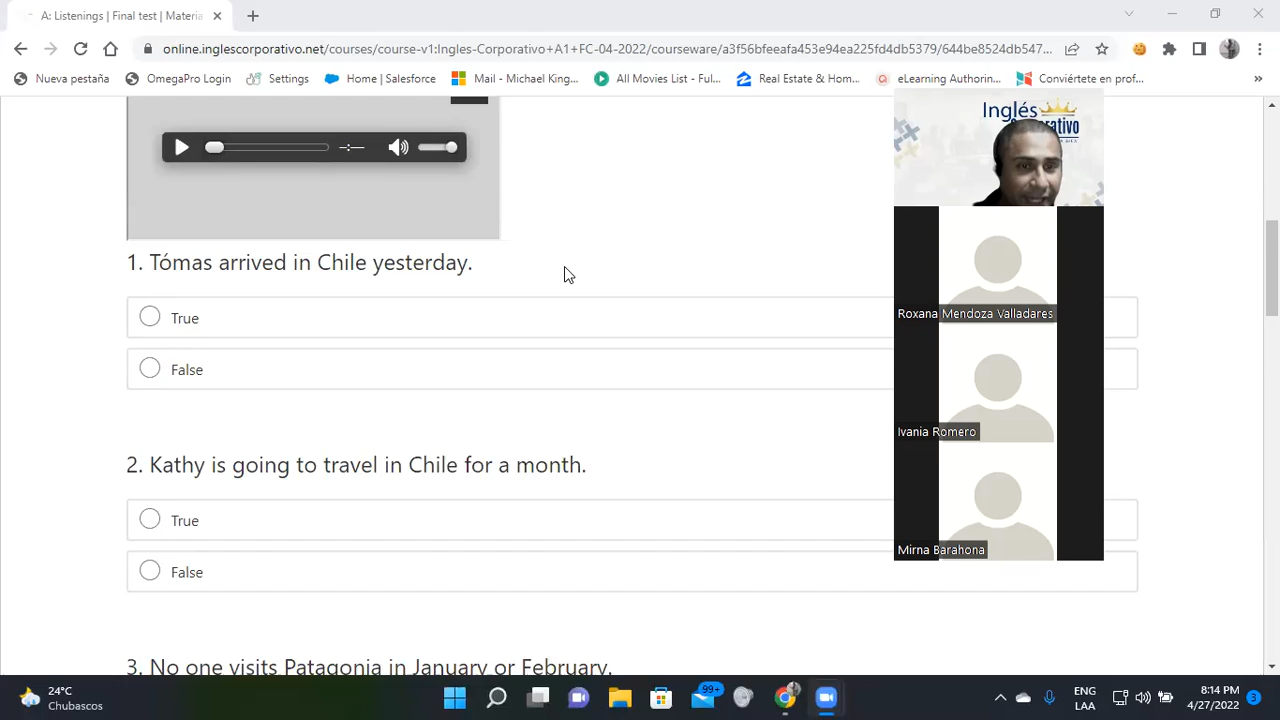 A: Listenings | Final test | Materia
online.inglescorporativo.net/courses/course-v1:Ingles-Corporativo+A1+FC-04-2022/courseware/a3f56bfeeafa453e94ea225fd4db5379/644be8524db547...
Nueva pestaña
OmegaPro Login
Settings
Home | Salesforce
Mail - Michael King...
All Movies List - Ful...
Real Estate & Hom...
eLearning Authorin...
Conviértete en prof...
»
Inglés
-:--
1. Tómas arrived in Chile yesterday.
True
False
Roxana Mendoza Valladares
Ivania Romero
2. Kathy is going to travel in Chile for a month.
True
False
Mirna Barahona
3. No one visits Patagonia in January or February.
24°C
Chubascos
99+
ENG
LAA
8:14 PM
4/27/2022
3